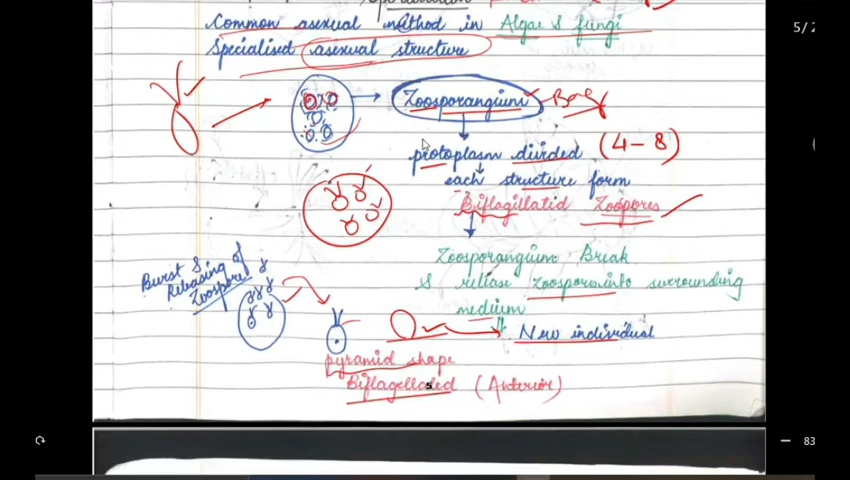 Common asexual method in Algae & fungi
Specialised asexual structure
Zoosporangium Bag
protoplasm divided (4-8)
each structure form
Biflagillatid Zoospores
Zoosporangium Break
& release Zoospores into surrounding
medium
Burst & Releasing of Zoospores
New individual
pyramid shape
Biflagellated (Anterior)
5/2
83